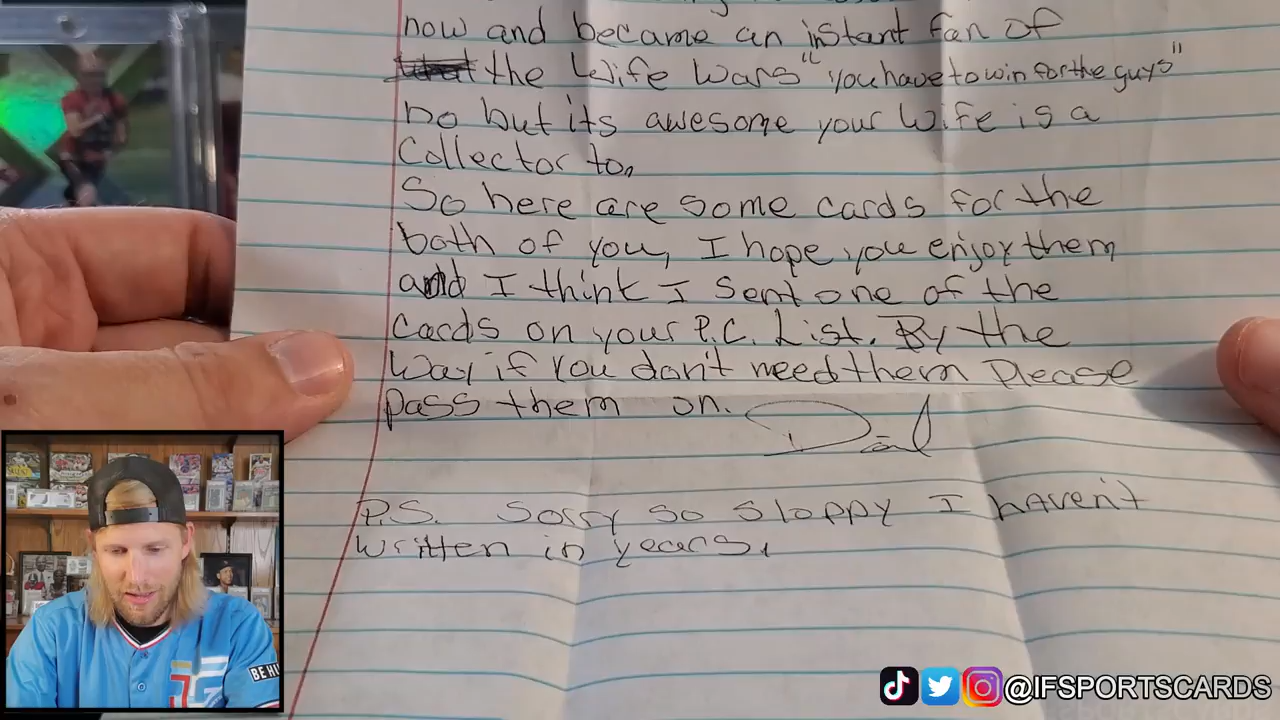 now and became an instant fan of
the Wife Wars "you have to win for the guys"
No but its awesome your Wife is a
Collector to.
So here are some cards for the
both of you, I hope you enjoy them
and I think I sent one of the
cards on your P.C. List. By the
Way if You don't need them Please
pass them on.
P.S. Sorry so sloppy I haven't
written in years.
BE HI
@IFSPORTSCARDS